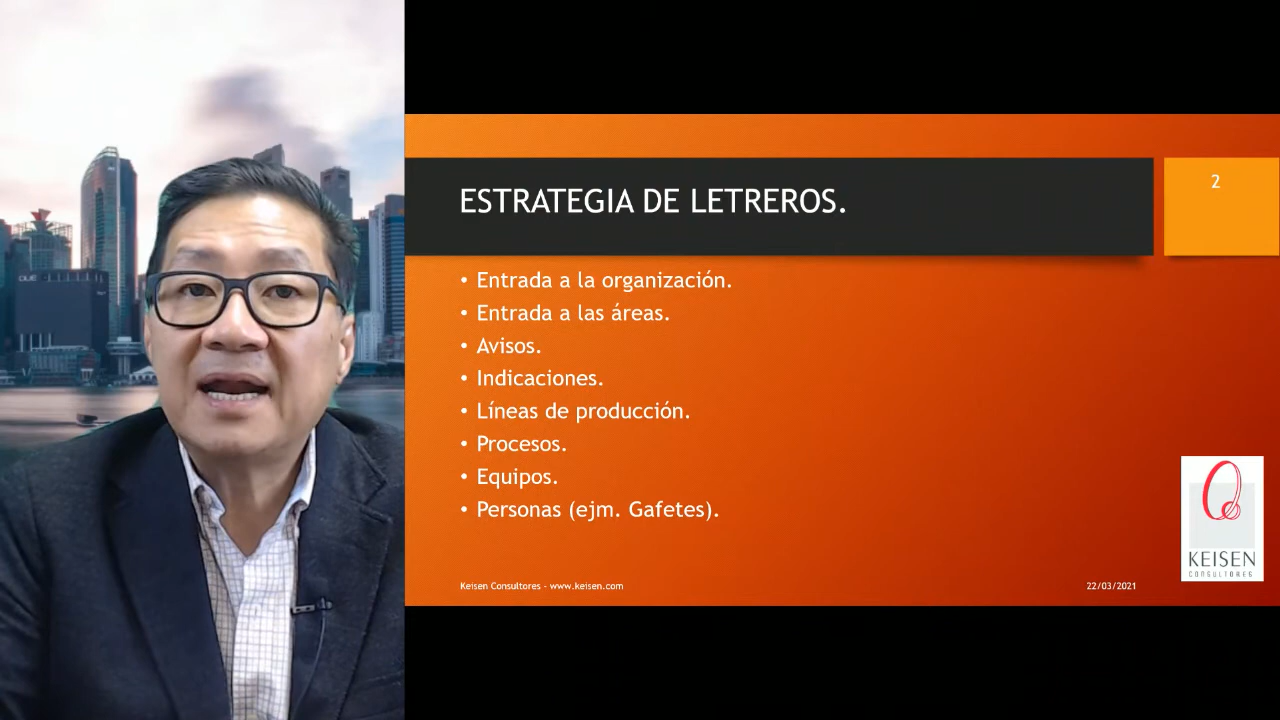 ESTRATEGIA DE LETREROS.
2
• Entrada a la organización.
• Entrada a las áreas.
• Avisos.
• Indicaciones.
• Líneas de producción.
• Procesos.
• Equipos.
• Personas (ejm. Gafetes).
KEISEN
CONSULTORES
Keisen Consultores - www.keisen.com
22/03/2021